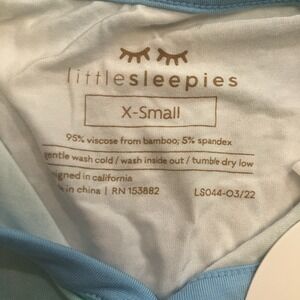 littlesleepies
X-Small
95% viscose from bamboo; 5% spandex
gentle wash cold / wash inside out / tumble dry low
signed in california
in china | RN 153882 LS044-03/22